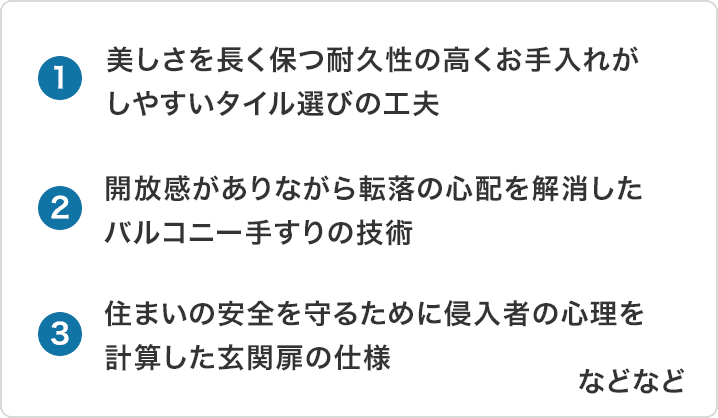 1 美しさを長く保つ耐久性の高くお手入れが
しやすいタイル選びの工夫
2 開放感がありながら転落の心配を解消した
バルコニー手すりの技術
3 住まいの安全を守るために侵入者の心理を
計算した玄関扉の仕様
などなど